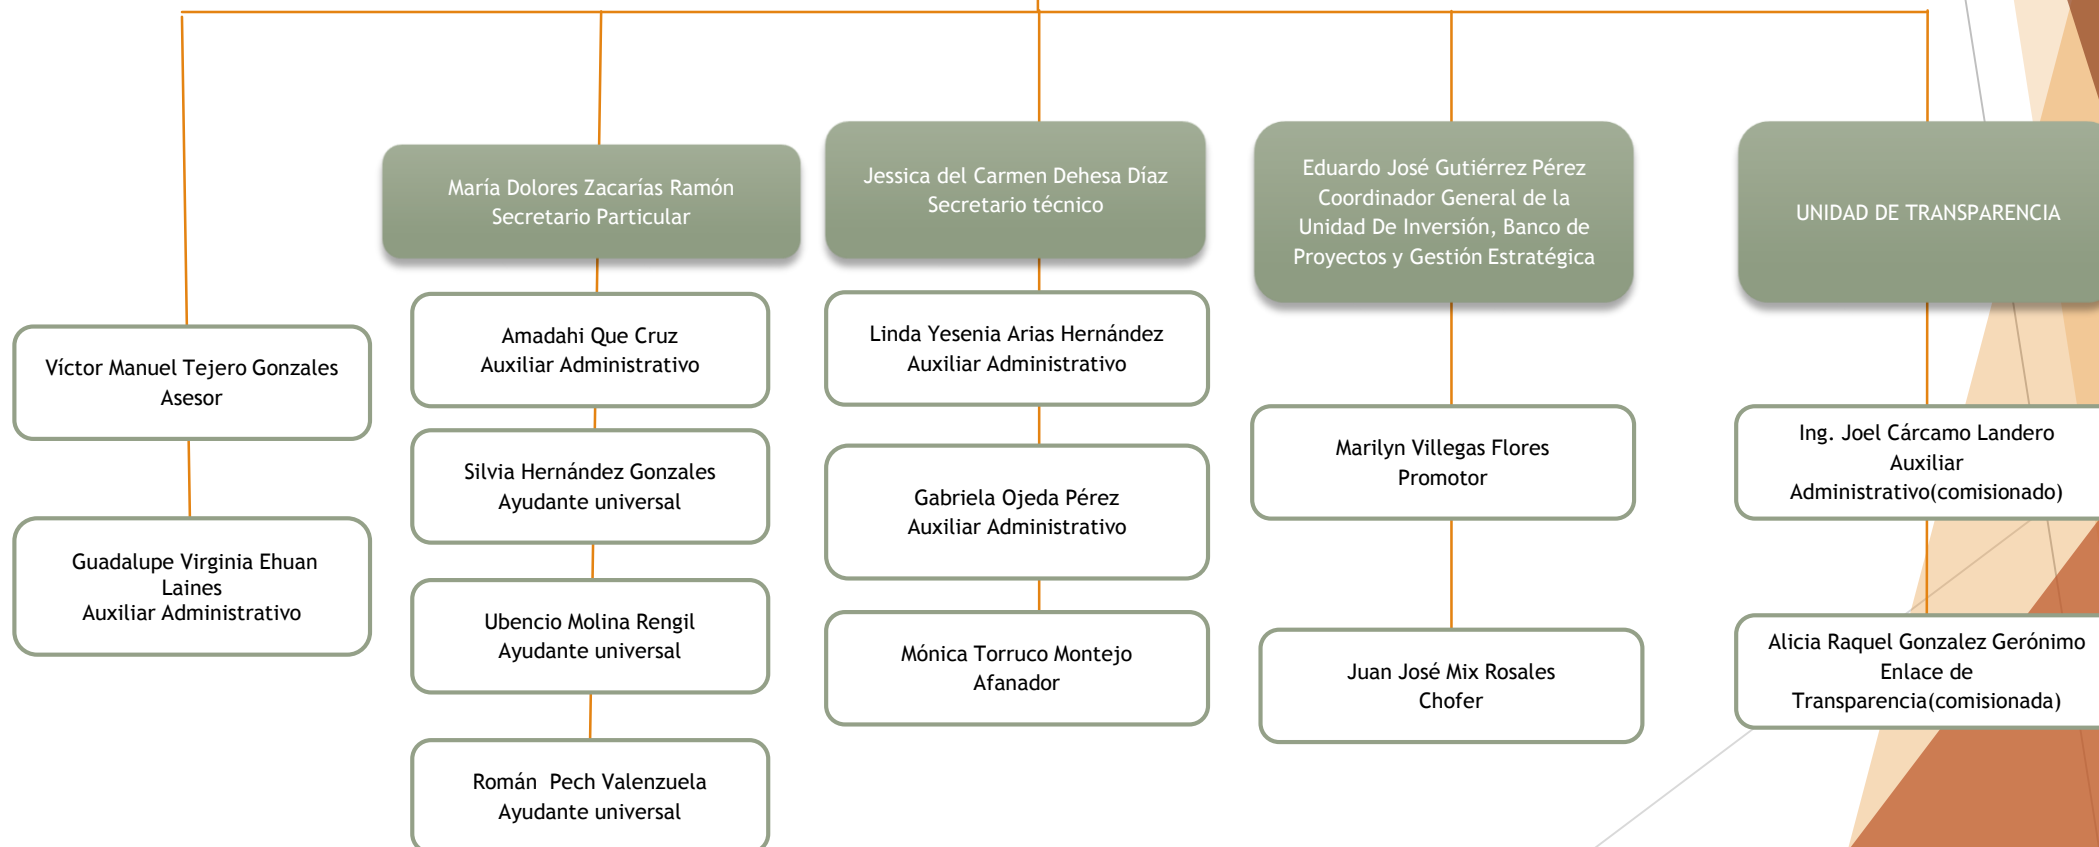 Víctor Manuel Tejero Gonzales
Asesor
Guadalupe Virginia Ehuan
Laines
Auxiliar Administrativo
María Dolores Zacarías Ramón
Secretario Particular
Amadahi Que Cruz
Auxiliar Administrativo
Silvia Hernández Gonzales
Ayudante universal
Ubencio Molina Rengil
Ayudante universal
Román  Pech Valenzuela
Ayudante universal
Jessica del Carmen Dehesa Díaz
Secretario técnico
Linda Yesenia Arias Hernández
Auxiliar Administrativo
Gabriela Ojeda Pérez
Auxiliar Administrativo
Mónica Torruco Montejo
Afanador
Eduardo José Gutiérrez Pérez
Coordinador General de la
Unidad De Inversión, Banco de
Proyectos y Gestión Estratégica
Marilyn Villegas Flores
Promotor
Juan José Mix Rosales
Chofer
UNIDAD DE TRANSPARENCIA
Ing. Joel Cárcamo Landero
Auxiliar
Administrativo(comisionado)
Alicia Raquel Gonzalez Gerónimo
Enlace de
Transparencia(comisionada)